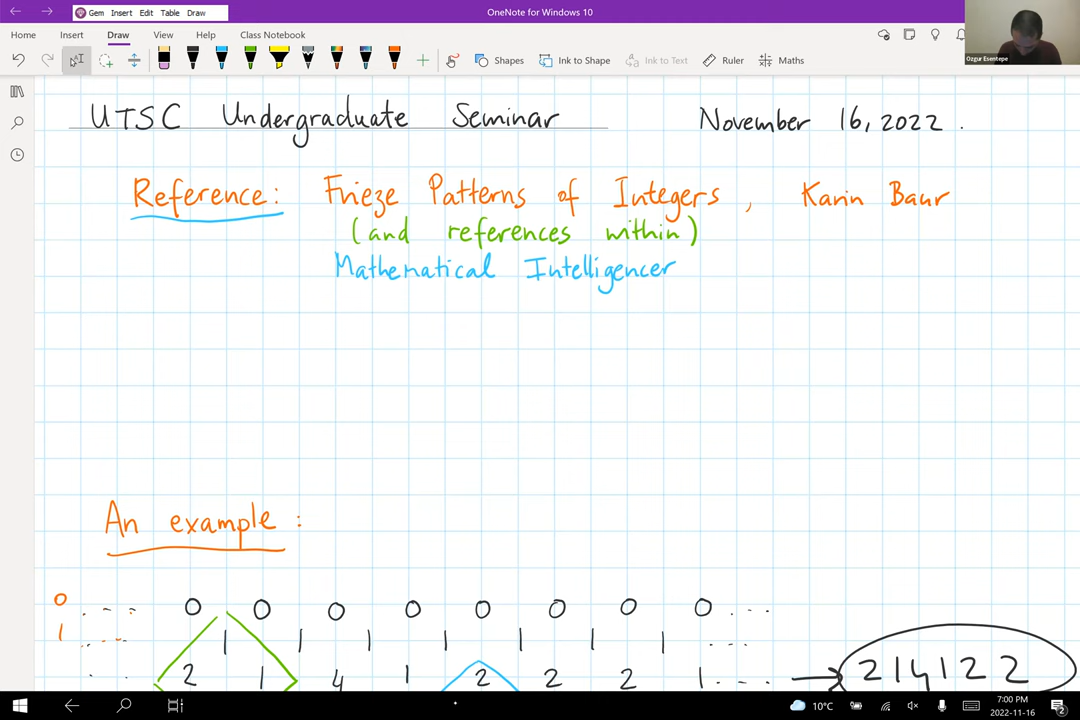 Gem Insert Edit Table Draw
OneNote for Windows 10
Home Insert Draw View Help Class Notebook
Shapes Ink to Shape Ink to Text Ruler Maths
Ozgur Esentepe
UTSC Undergraduate Seminar November 16, 2022.
Reference: Frieze Patterns of Integers, Karin Baur
(and references within)
Mathematical Intelligencer
An example:
0 ... 0 0 0 0 0 0 0 0 ...
1 ... 1 1 1 1 1 1 1 ...
... 2 1 4 1 2 2 2 1 ... → 214122
10°C
7:00 PM
2022-11-16
2